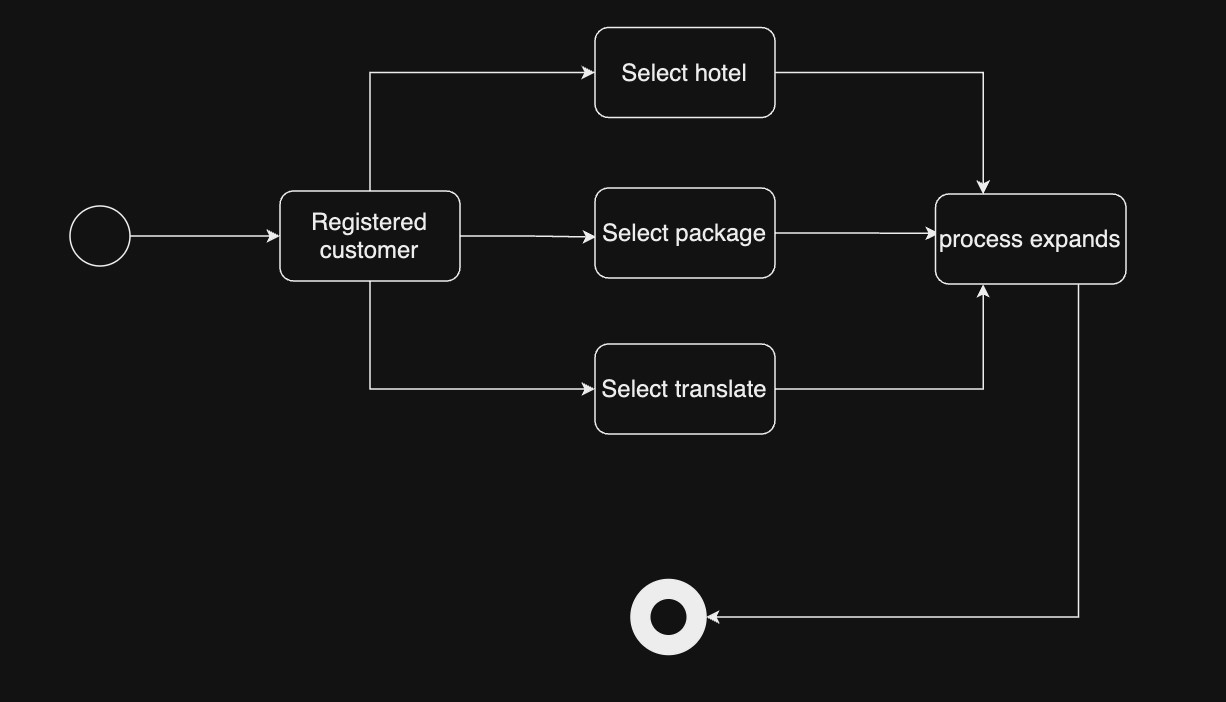 Select hotel
Registered
customer
Select package
process expands
Select translate